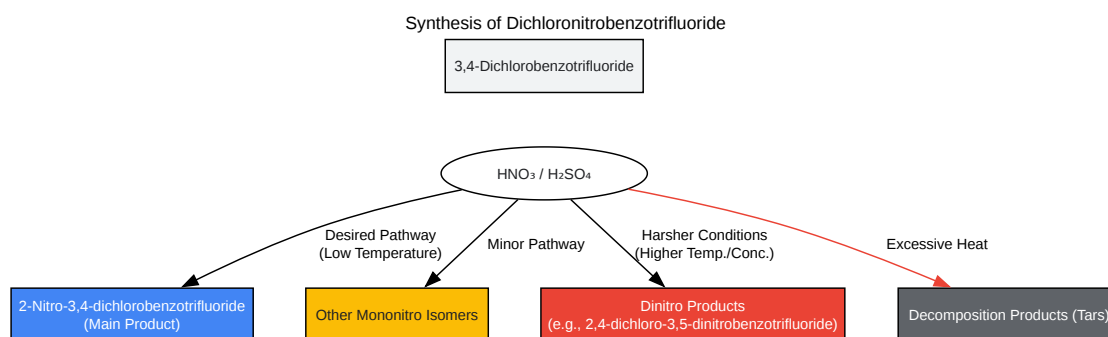 Synthesis of Dichloronitrobenzotrifluoride
3,4-Dichlorobenzotrifluoride
HNO₃ / H₂SO₄
Desired Pathway
(Low Temperature)
Minor Pathway
Harsher Conditions
(Higher Temp./Conc.)
Excessive Heat
2-Nitro-3,4-dichlorobenzotrifluoride
(Main Product)
Other Mononitro Isomers
Dinitro Products
(e.g., 2,4-dichloro-3,5-dinitrobenzotrifluoride)
Decomposition Products (Tars)